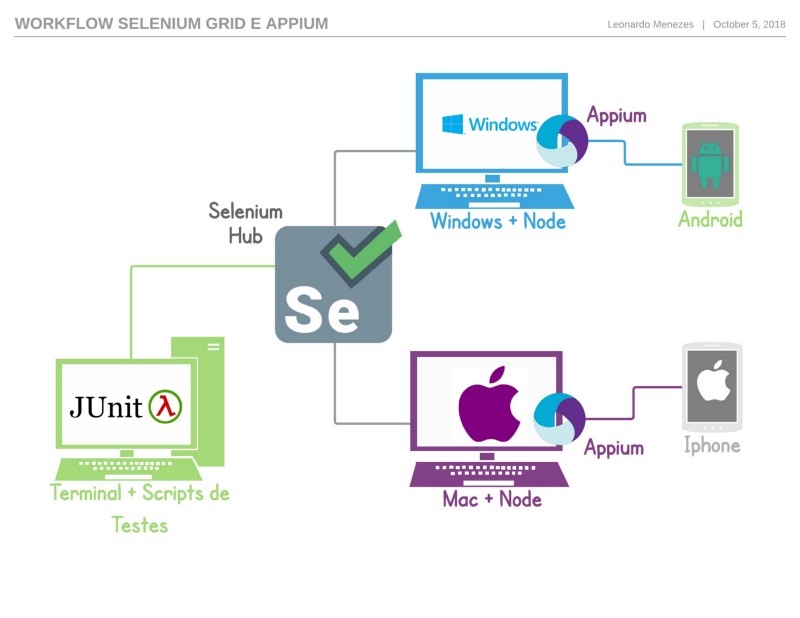 WORKFLOW SELENIUM GRID E APPIUM
Leonardo Menezes | October 5, 2018
Windows
Appium
Windows + Node
Android
Selenium
Hub
Se
JUnit λ
Terminal + Scripts de
Testes
Appium
Mac + Node
Iphone